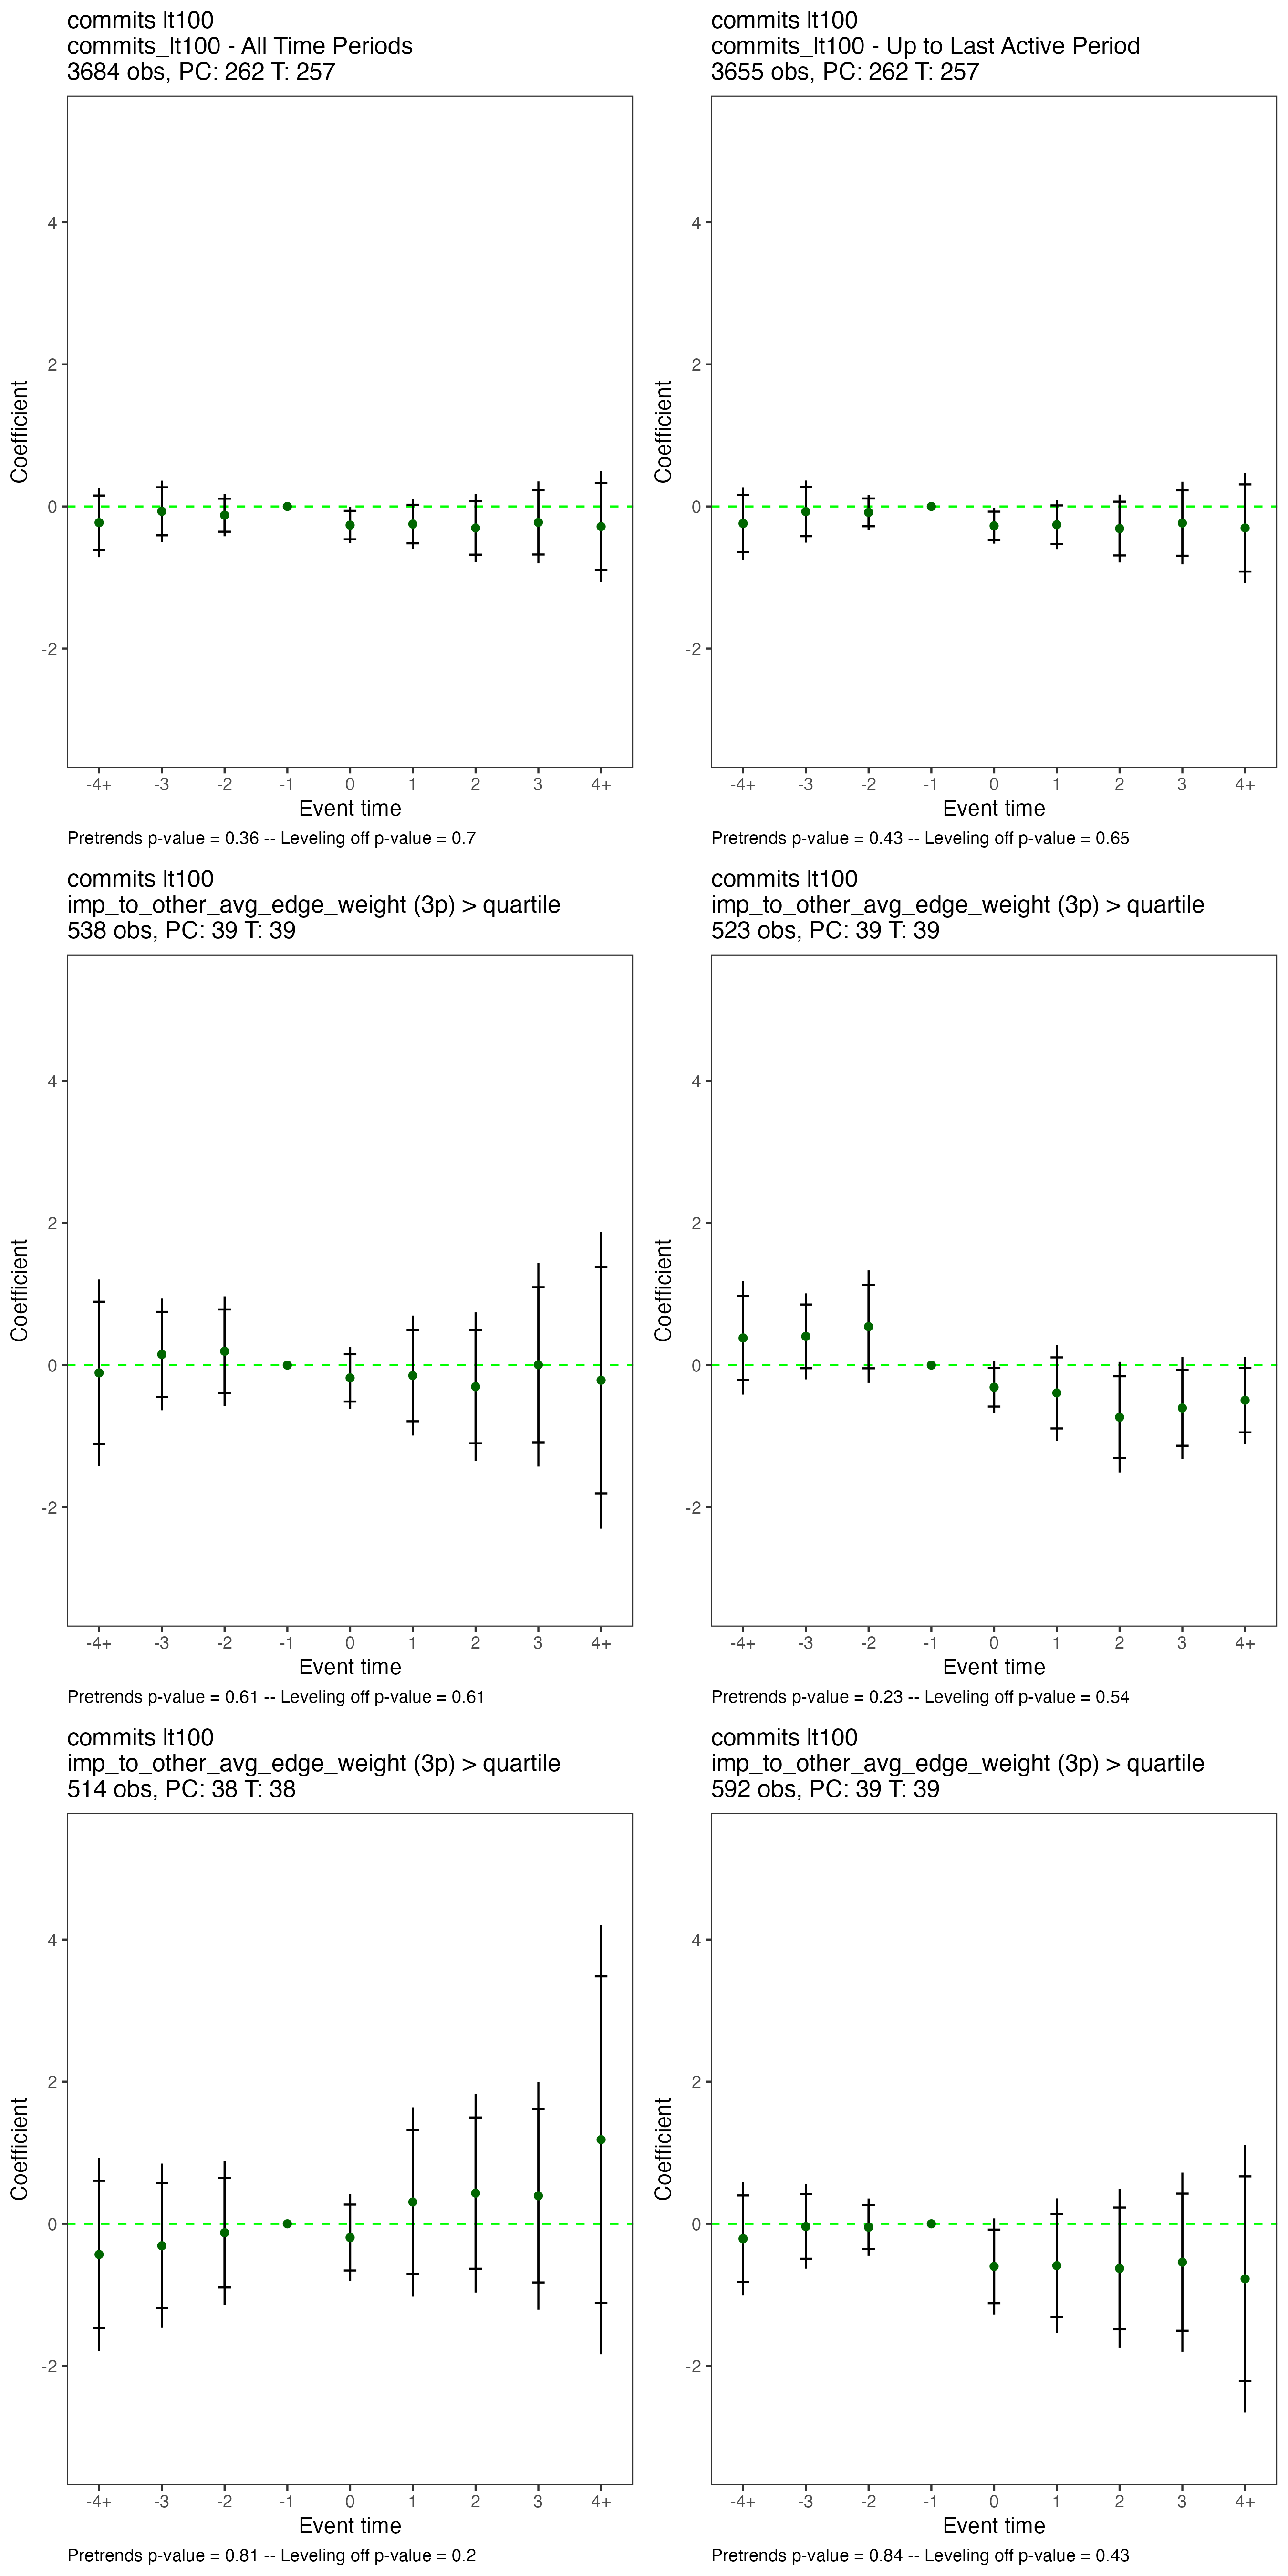 commits lt100
commits_lt100 - All Time Periods
3684 obs, PC: 262 T: 257
4
2
0
-2
Coefficient
-4+ -3 -2 -1 0 1 2 3 4+
Event time
Pretrends p-value = 0.36 -- Leveling off p-value = 0.7
commits lt100
commits_lt100 - Up to Last Active Period
3655 obs, PC: 262 T: 257
4
2
0
-2
Coefficient
-4+ -3 -2 -1 0 1 2 3 4+
Event time
Pretrends p-value = 0.43 -- Leveling off p-value = 0.65
commits lt100
imp_to_other_avg_edge_weight (3p) > quartile
538 obs, PC: 39 T: 39
4
2
0
-2
Coefficient
-4+ -3 -2 -1 0 1 2 3 4+
Event time
Pretrends p-value = 0.61 -- Leveling off p-value = 0.61
commits lt100
imp_to_other_avg_edge_weight (3p) > quartile
523 obs, PC: 39 T: 39
4
2
0
-2
Coefficient
-4+ -3 -2 -1 0 1 2 3 4+
Event time
Pretrends p-value = 0.23 -- Leveling off p-value = 0.54
commits lt100
imp_to_other_avg_edge_weight (3p) > quartile
514 obs, PC: 38 T: 38
4
2
0
-2
Coefficient
-4+ -3 -2 -1 0 1 2 3 4+
Event time
Pretrends p-value = 0.81 -- Leveling off p-value = 0.2
commits lt100
imp_to_other_avg_edge_weight (3p) > quartile
592 obs, PC: 39 T: 39
4
2
0
-2
Coefficient
-4+ -3 -2 -1 0 1 2 3 4+
Event time
Pretrends p-value = 0.84 -- Leveling off p-value = 0.43